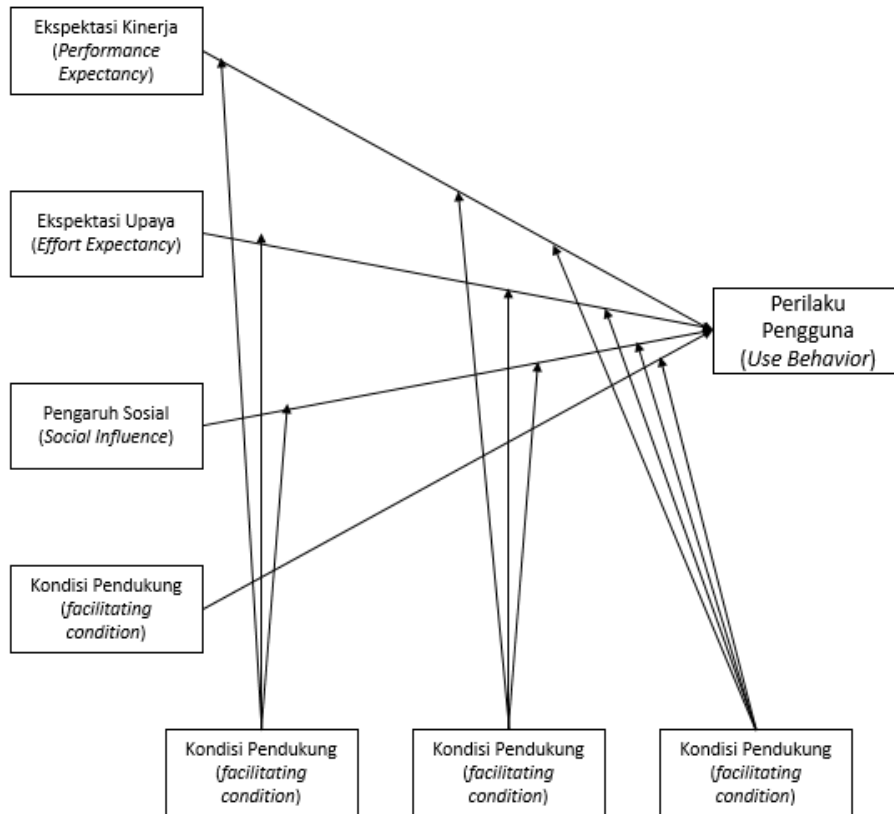 Ekspektasi Kinerja
(Performance
Expectancy)
Ekspektasi Upaya
(Effort Expectancy)
Perilaku
Pengguna
(Use Behavior)
Pengaruh Sosial
(Social Influence)
Kondisi Pendukung
(facilitating
condition)
Kondisi Pendukung
(facilitating
condition)
Kondisi Pendukung
(facilitating
condition)
Kondisi Pendukung
(facilitating
condition)